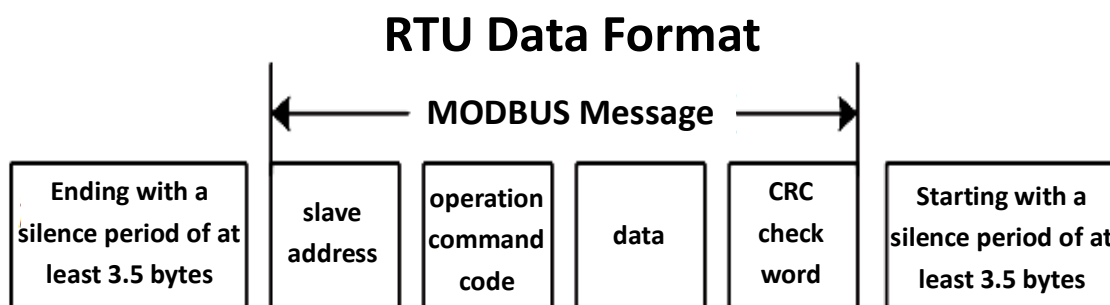 RTU Data Format
MODBUS Message
Ending with a
silence period of at
least 3.5 bytes
slave
address
operation
command
code
data
CRC
check
word
Starting with a
silence period of at
least 3.5 bytes